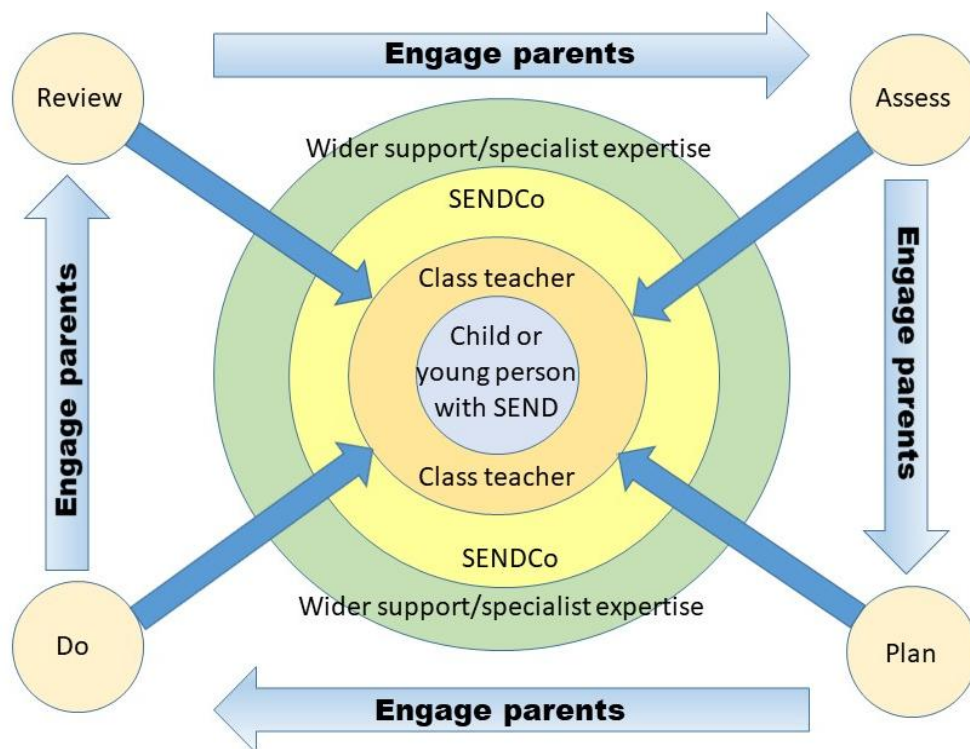 Engage parents
Review
Assess
Wider support/specialist expertise
SENDCo
Class teacher
Child or
young person
with SEND
Engage parents
Engage parents
Class teacher
SENDCo
Wider support/specialist expertise
Do
Plan
Engage parents